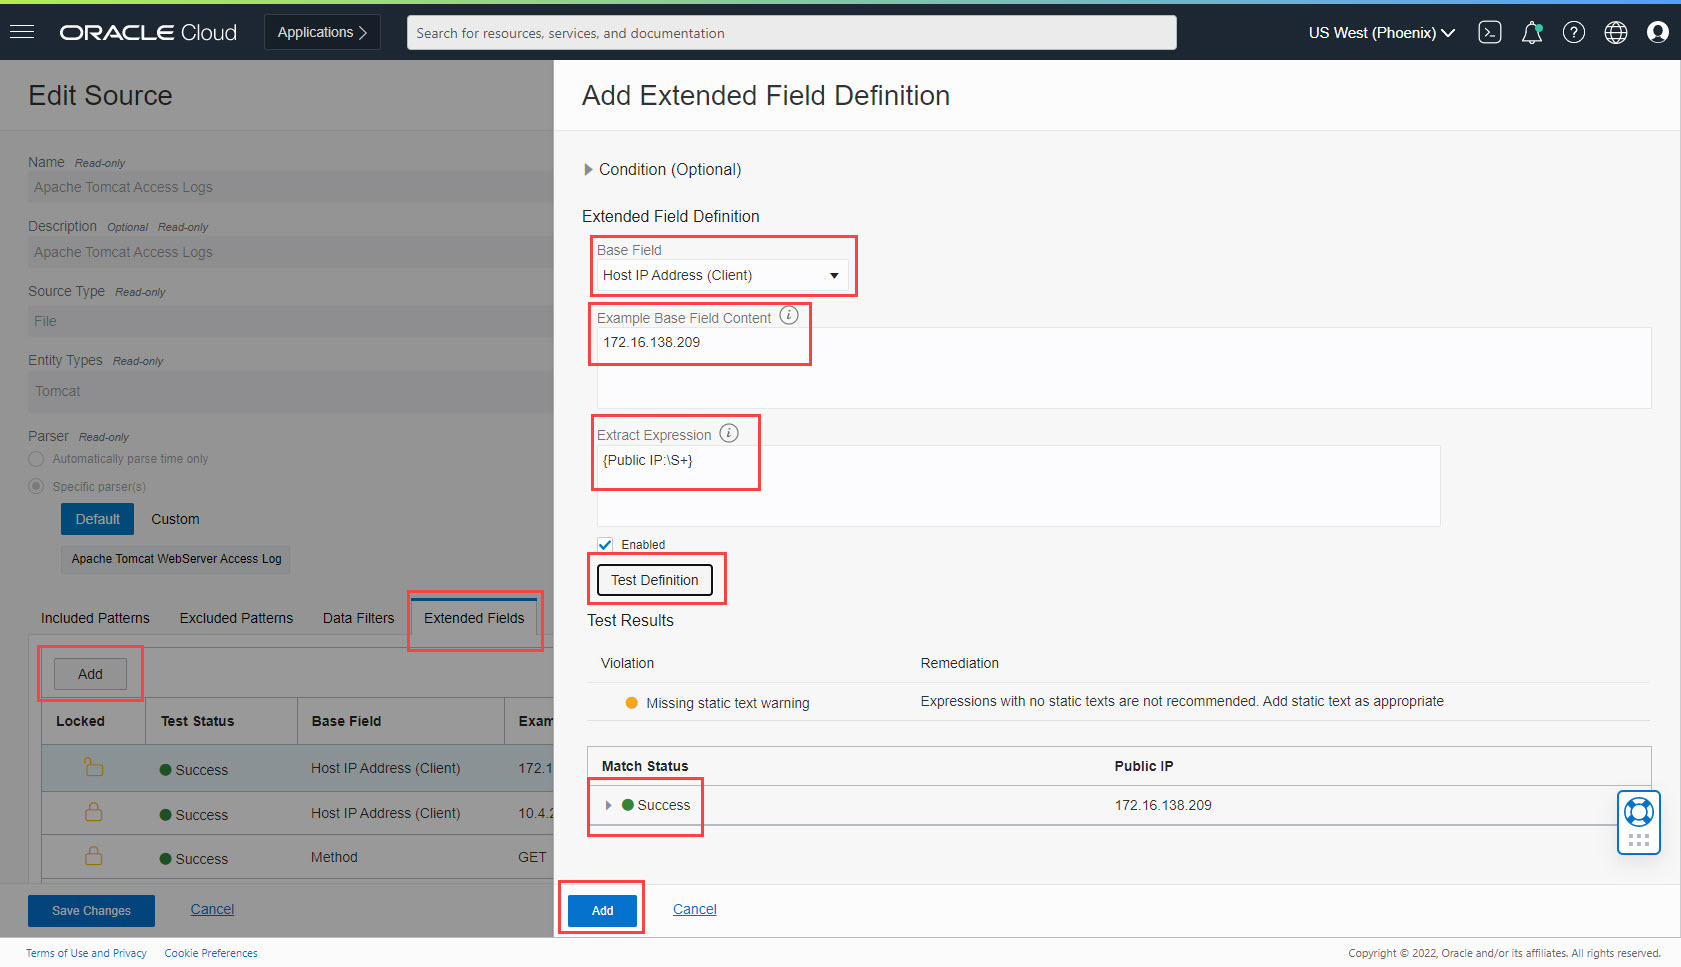 ORACLE Cloud
Applications
Search for resources, services, and documentation
US West (Phoenix)
Edit Source
Name Read-only
Apache Tomcat Access Logs
Description Optional Read-only
Apache Tomcat Access Logs
Source Type Read-only
File
Entity Types Read-only
Tomcat
Parser Read-only
Automatically parse time only
Specific parser(s)
Default Custom
Apache Tomcat WebServer Access Log
Included Patterns Excluded Patterns Data Filters Extended Fields
Add
Locked Test Status Base Field Exam
Success Host IP Address (Client) 172.1
Success Host IP Address (Client) 10.4.2
Success Method GET
Save Changes Cancel
Add Extended Field Definition
Condition (Optional)
Extended Field Definition
Base Field
Host IP Address (Client)
Example Base Field Content
172.16.138.209
Extract Expression
{Public IP:\S+}
Enabled
Test Definition
Test Results
Violation Remediation
Missing static text warning Expressions with no static texts are not recommended. Add static text as appropriate
Match Status Public IP
Success 172.16.138.209
Add Cancel
Terms of Use and Privacy Cookie Preferences
Copyright © 2022, Oracle and/or its affiliates. All rights reserved.